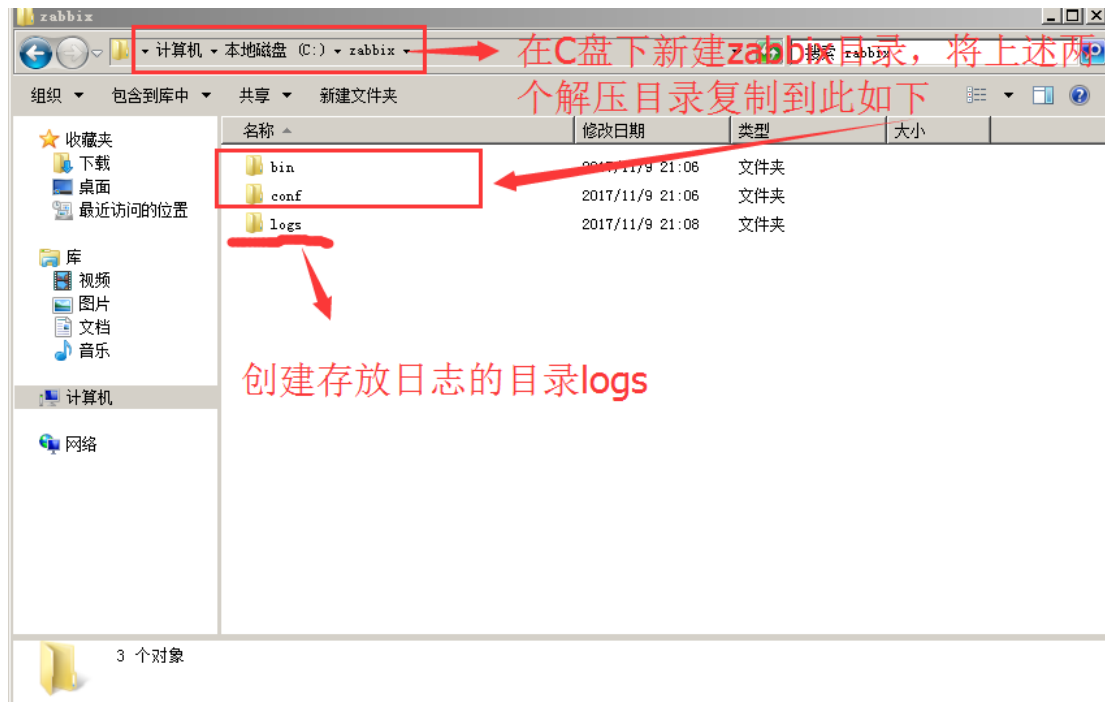 zabbix
计算机 本地磁盘 (C:) zabbix
搜索 zabbix
在C盘下新建zabbix目录，将上述两
个解压目录复制到此如下
组织 包含到库中 共享 新建文件夹
名称 修改日期 类型 大小
收藏夹
下载
桌面
最近访问的位置
库
视频
图片
文档
音乐
计算机
网络
bin 2017/11/9 21:06 文件夹
conf 2017/11/9 21:06 文件夹
logs 2017/11/9 21:08 文件夹
创建存放日志的目录logs
3 个对象